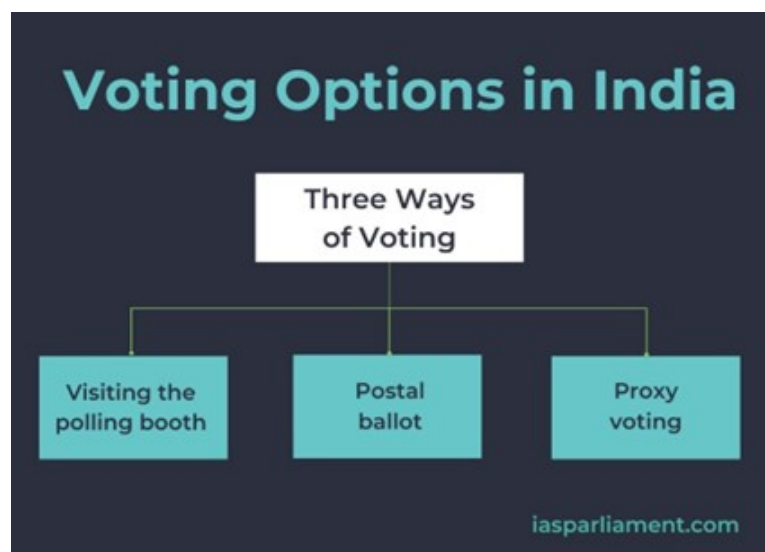 Voting Options in India
Three Ways
of Voting
Visiting the
polling booth
Postal
ballot
Proxy
voting
iasparliament.com